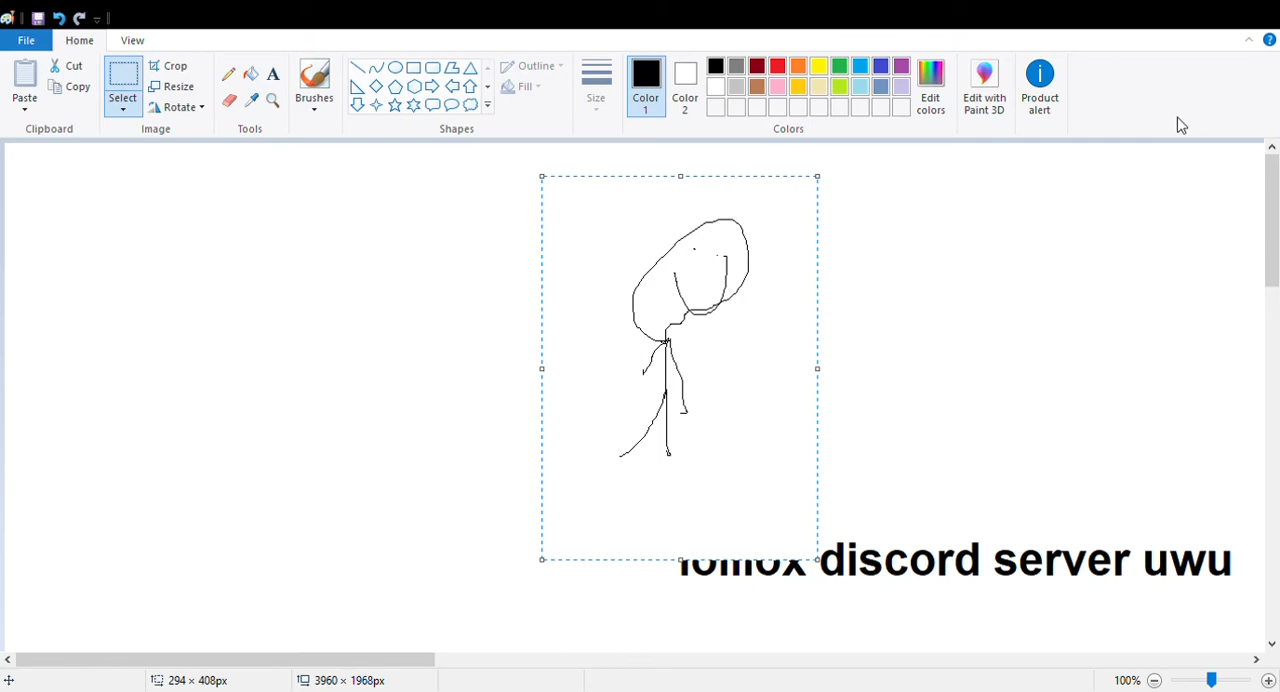 File
Home
View
Paste
Cut
Copy
Clipboard
Select
Crop
Resize
Rotate
Image
A
Tools
Brushes
Outline
Fill
Shapes
Size
Color 1
Color 2
Edit colors
Colors
Edit with Paint 3D
Product alert
discord server uwu
294 × 408px
3960 × 1968px
100%